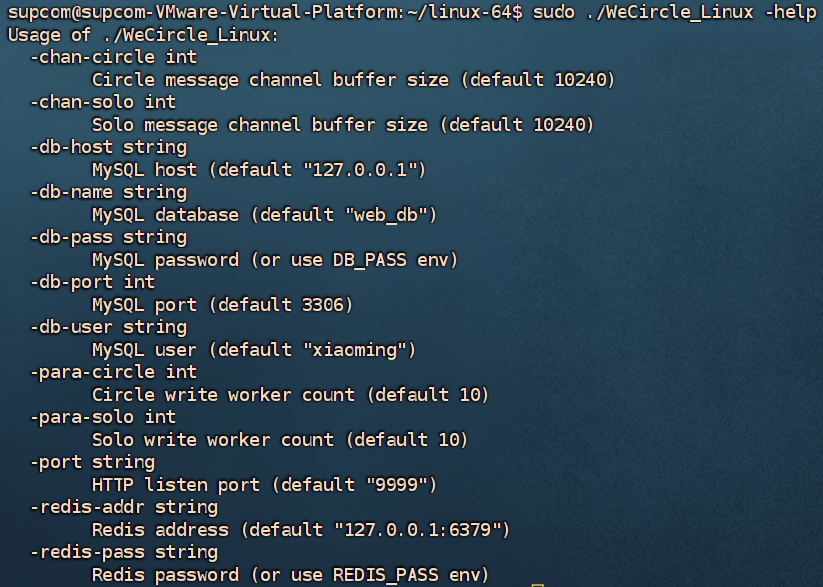 supcom@supcom-VMware-Virtual-Platform:~/linux-64$ sudo ./WeCircle_Linux -help
Usage of ./WeCircle_Linux:
  -chan-circle int
        Circle message channel buffer size (default 10240)
  -chan-solo int
        Solo message channel buffer size (default 10240)
  -db-host string
        MySQL host (default "127.0.0.1")
  -db-name string
        MySQL database (default "web_db")
  -db-pass string
        MySQL password (or use DB_PASS env)
  -db-port int
        MySQL port (default 3306)
  -db-user string
        MySQL user (default "xiaoming")
  -para-circle int
        Circle write worker count (default 10)
  -para-solo int
        Solo write worker count (default 10)
  -port string
        HTTP listen port (default "9999")
  -redis-addr string
        Redis address (default "127.0.0.1:6379")
  -redis-pass string
        Redis password (or use REDIS_PASS env)